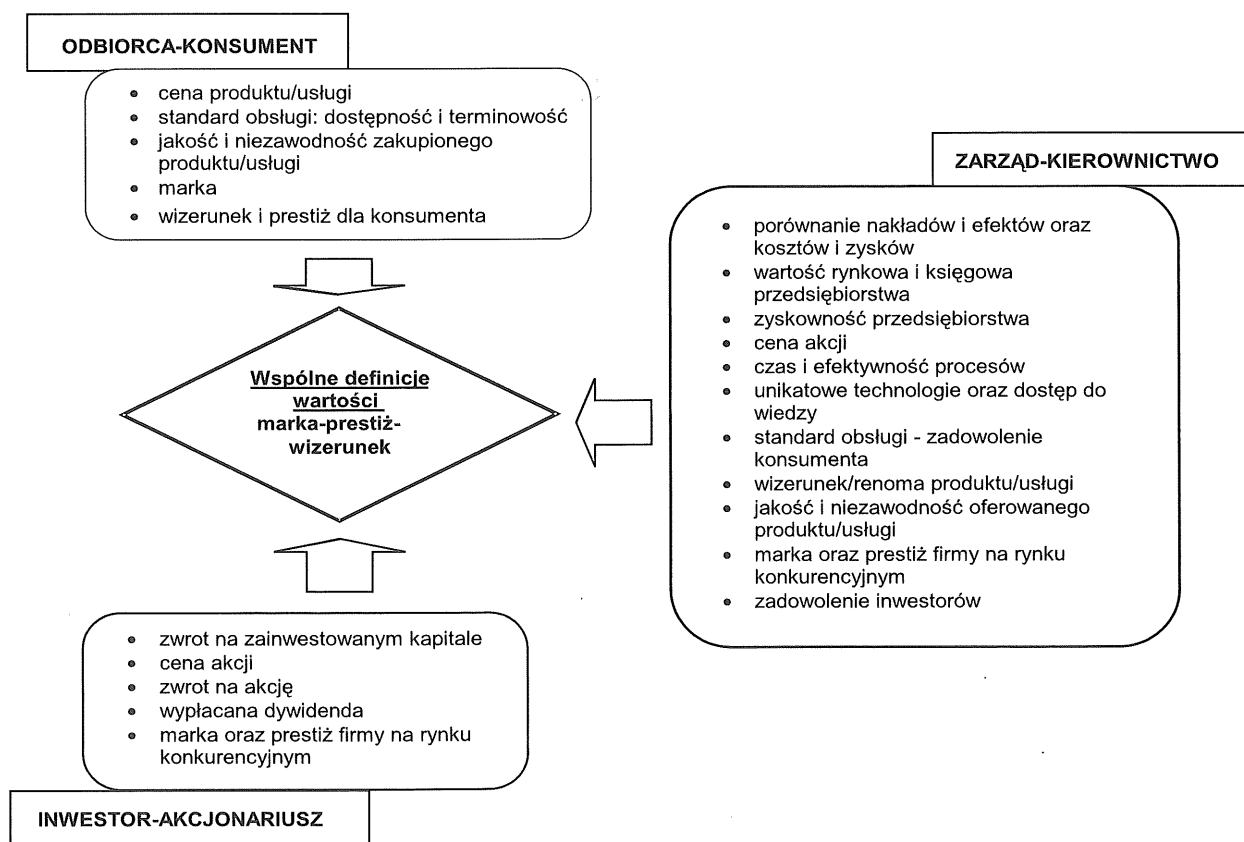 ODBIORCA-KONSUMENT
• cena produktu/usługi
• standard obsługi: dostępność i terminowość
• jakość i niezawodność zakupionego
produktu/usługi
• marka
• wizerunek i prestiż dla konsumenta
ZARZĄD-KIEROWNICTWO
• porównanie nakładów i efektów oraz
kosztów i zysków
• wartość rynkowa i księgowa
przedsiębiorstwa
• zyskowność przedsiębiorstwa
• cena akcji
• czas i efektywność procesów
• unikatowe technologie oraz dostęp do
wiedzy
• standard obsługi - zadowolenie
konsumenta
• wizerunek/renoma produktu/usługi
• jakość i niezawodność oferowanego
produktu/usługi
• marka oraz prestiż firmy na rynku
konkurencyjnym
• zadowolenie inwestorów
Wspólne definicje
wartości
marka-prestiż-
wizerunek
• zwrot na zainwestowanym kapitale
• cena akcji
• zwrot na akcję
• wypłacana dywidenda
• marka oraz prestiż firmy na rynku
konkurencyjnym
INWESTOR-AKCJONARIUSZ